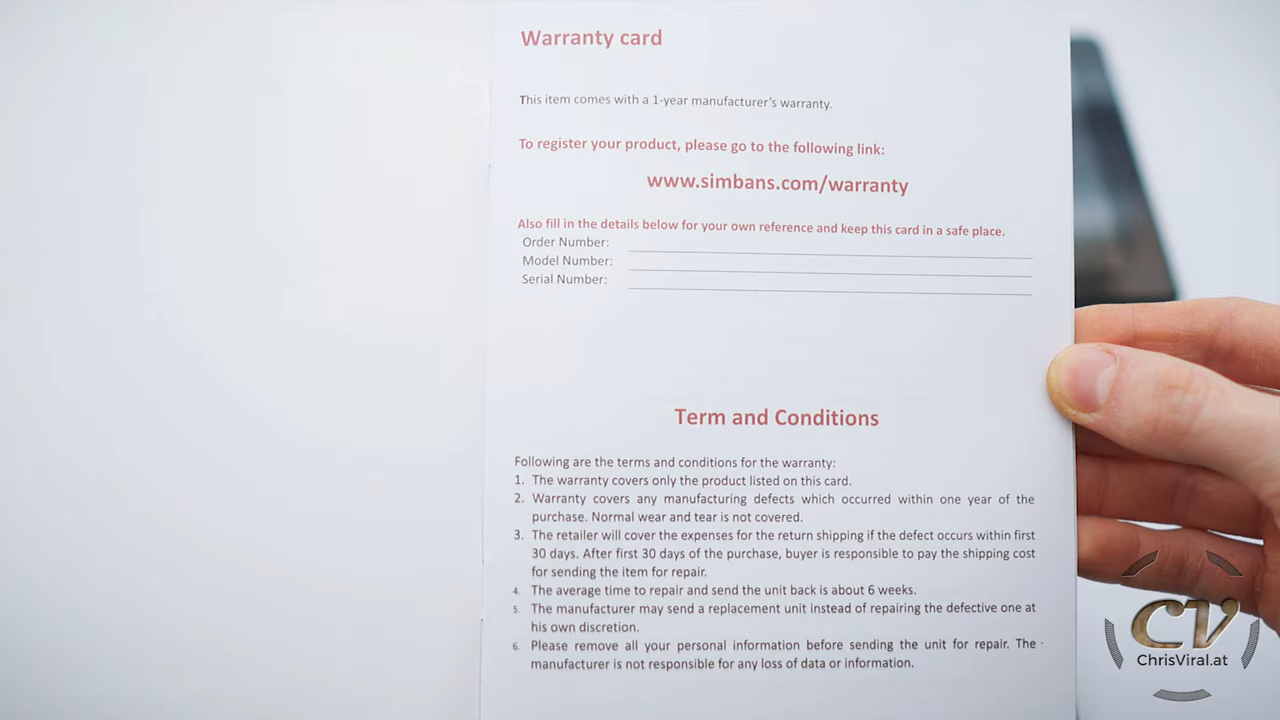 Warranty card
This item comes with a 1-year manufacturer's warranty.
To register your product, please go to the following link:
www.simbans.com/warranty
Also fill in the details below for your own reference and keep this card in a safe place.
Order Number:
Model Number:
Serial Number:
Term and Conditions
Following are the terms and conditions for the warranty:
1. The warranty covers only the product listed on this card.
2. Warranty covers any manufacturing defects which occurred within one year of the
purchase. Normal wear and tear is not covered.
3. The retailer will cover the expenses for the return shipping if the defect occurs within first
30 days. After first 30 days of the purchase, buyer is responsible to pay the shipping cost
for sending the item for repair.
4. The average time to repair and send the unit back is about 6 weeks.
5. The manufacturer may send a replacement unit instead of repairing the defective one at
his own discretion.
6. Please remove all your personal information before sending the unit for repair. The
manufacturer is not responsible for any loss of data or information.
CV
ChrisViral.at